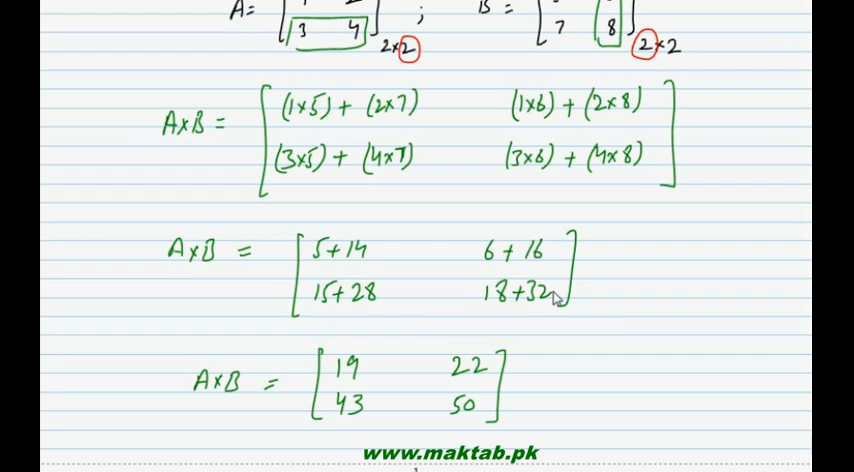 A = [ 3 4 ] 2×2 ; B = [ 7 8 ] 2×2
A×B = [ (1×5) + (2×7) (1×6) + (2×8)
(3×5) + (4×7) (3×6) + (4×8) ]
A×B = [ 5+14 6+16
15+28 18+32 ]
A×B = [ 19 22
43 50 ]
www.maktab.pk